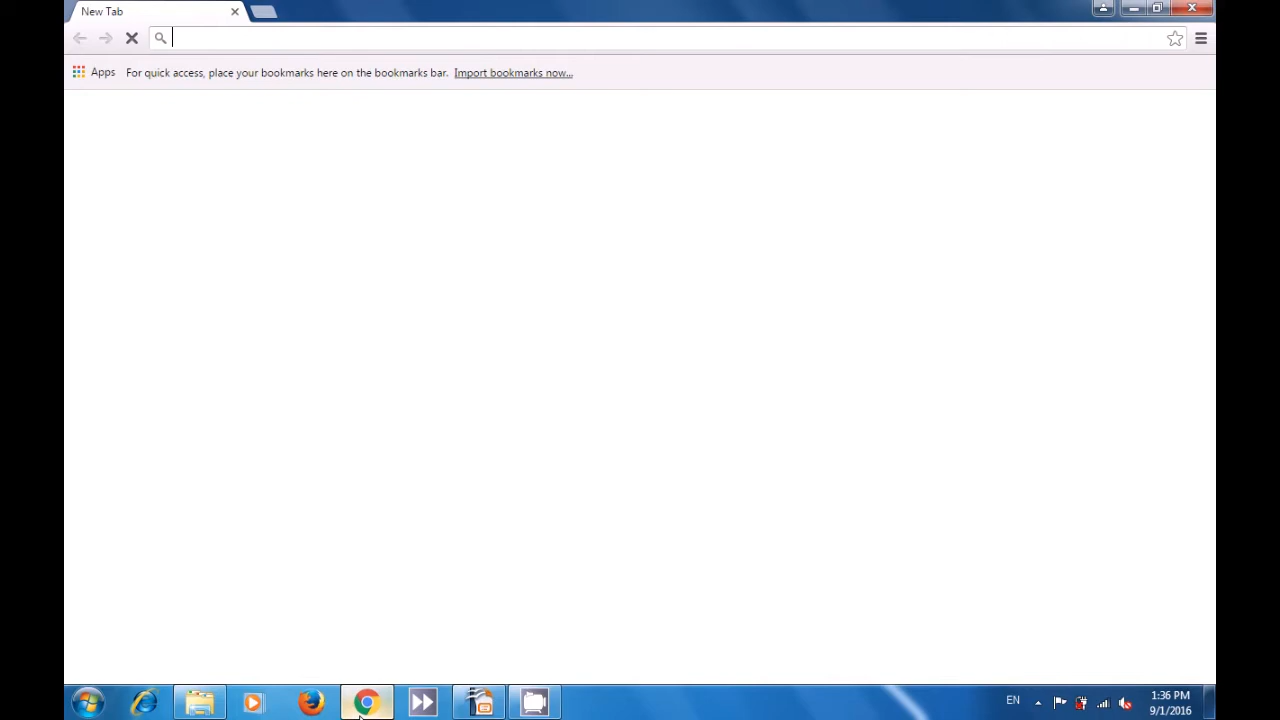 New Tab
Apps For quick access, place your bookmarks here on the bookmarks bar. Import bookmarks now...
EN
1:36 PM
9/1/2016